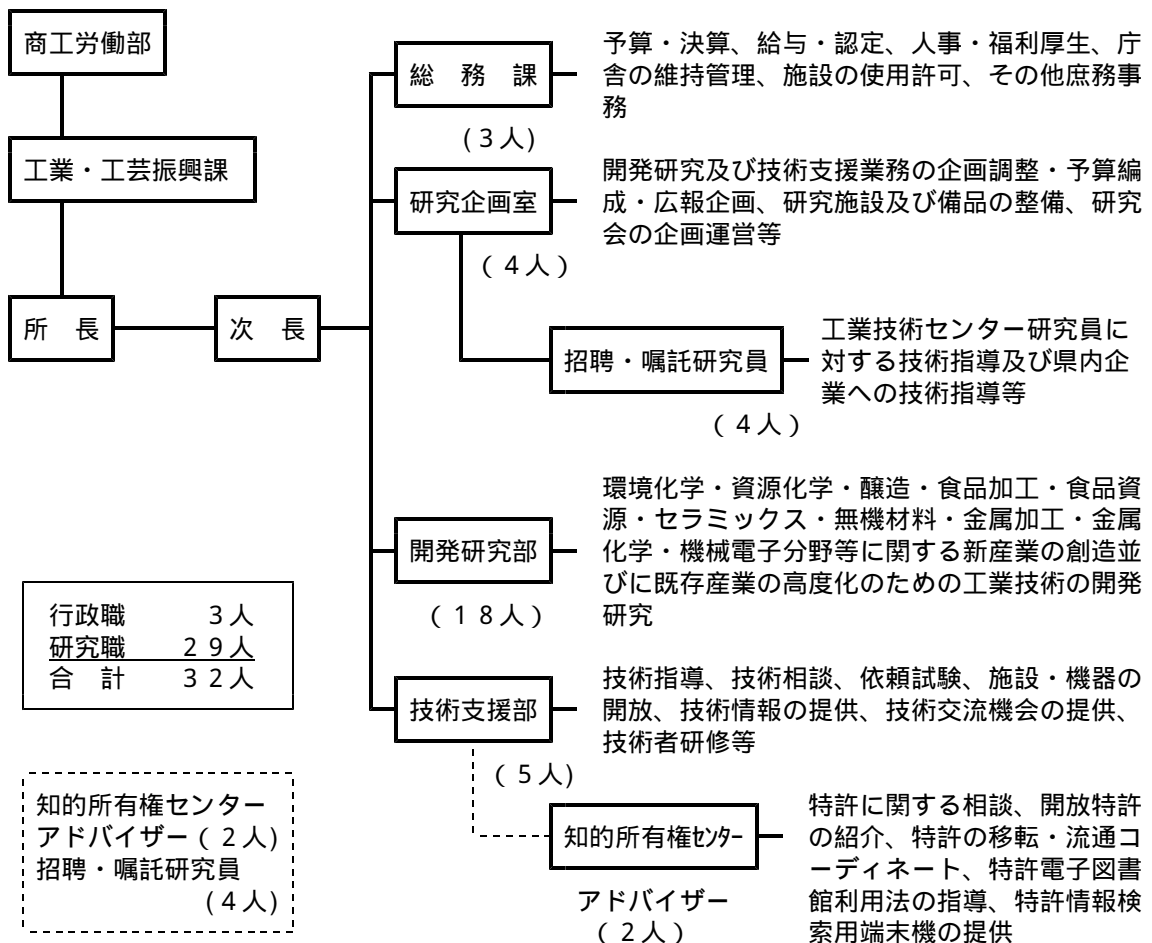 商工労働部
工業・工芸振興課
所　長
次　長
総　務　課
(３人)
予算・決算、給与・認定、人事・福利厚生、庁
舎の維持管理、施設の使用許可、その他庶務事
務
研究企画室
(４人)
開発研究及び技術支援業務の企画調整・予算編
成・広報企画、研究施設及び備品の整備、研究
会の企画運営等
招聘・嘱託研究員
(４人)
工業技術センター研究員に
対する技術指導及び県内企
業への技術指導等
開発研究部
(１８人)
環境化学・資源化学・醸造・食品加工・食品資
源・セラミックス・無機材料・金属加工・金属
化学・機械電子分野等に関する新産業の創造並
びに既存産業の高度化のための工業技術の開発
研究
技術支援部
(５人)
技術指導、技術相談、依頼試験、施設・機器の
開放、技術情報の提供、技術交流機会の提供、
技術者研修等
知的所有権ｾﾝﾀｰ
アドバイザー
(２人)
特許に関する相談、開放特許
の紹介、特許の移転・流通コ
ーディネート、特許電子図書
館利用法の指導、特許情報検
索用端末機の提供
行政職　３人
研究職　２９人
合　計　３２人
知的所有権センター
アドバイザー(２人)
招聘・嘱託研究員
(４人)